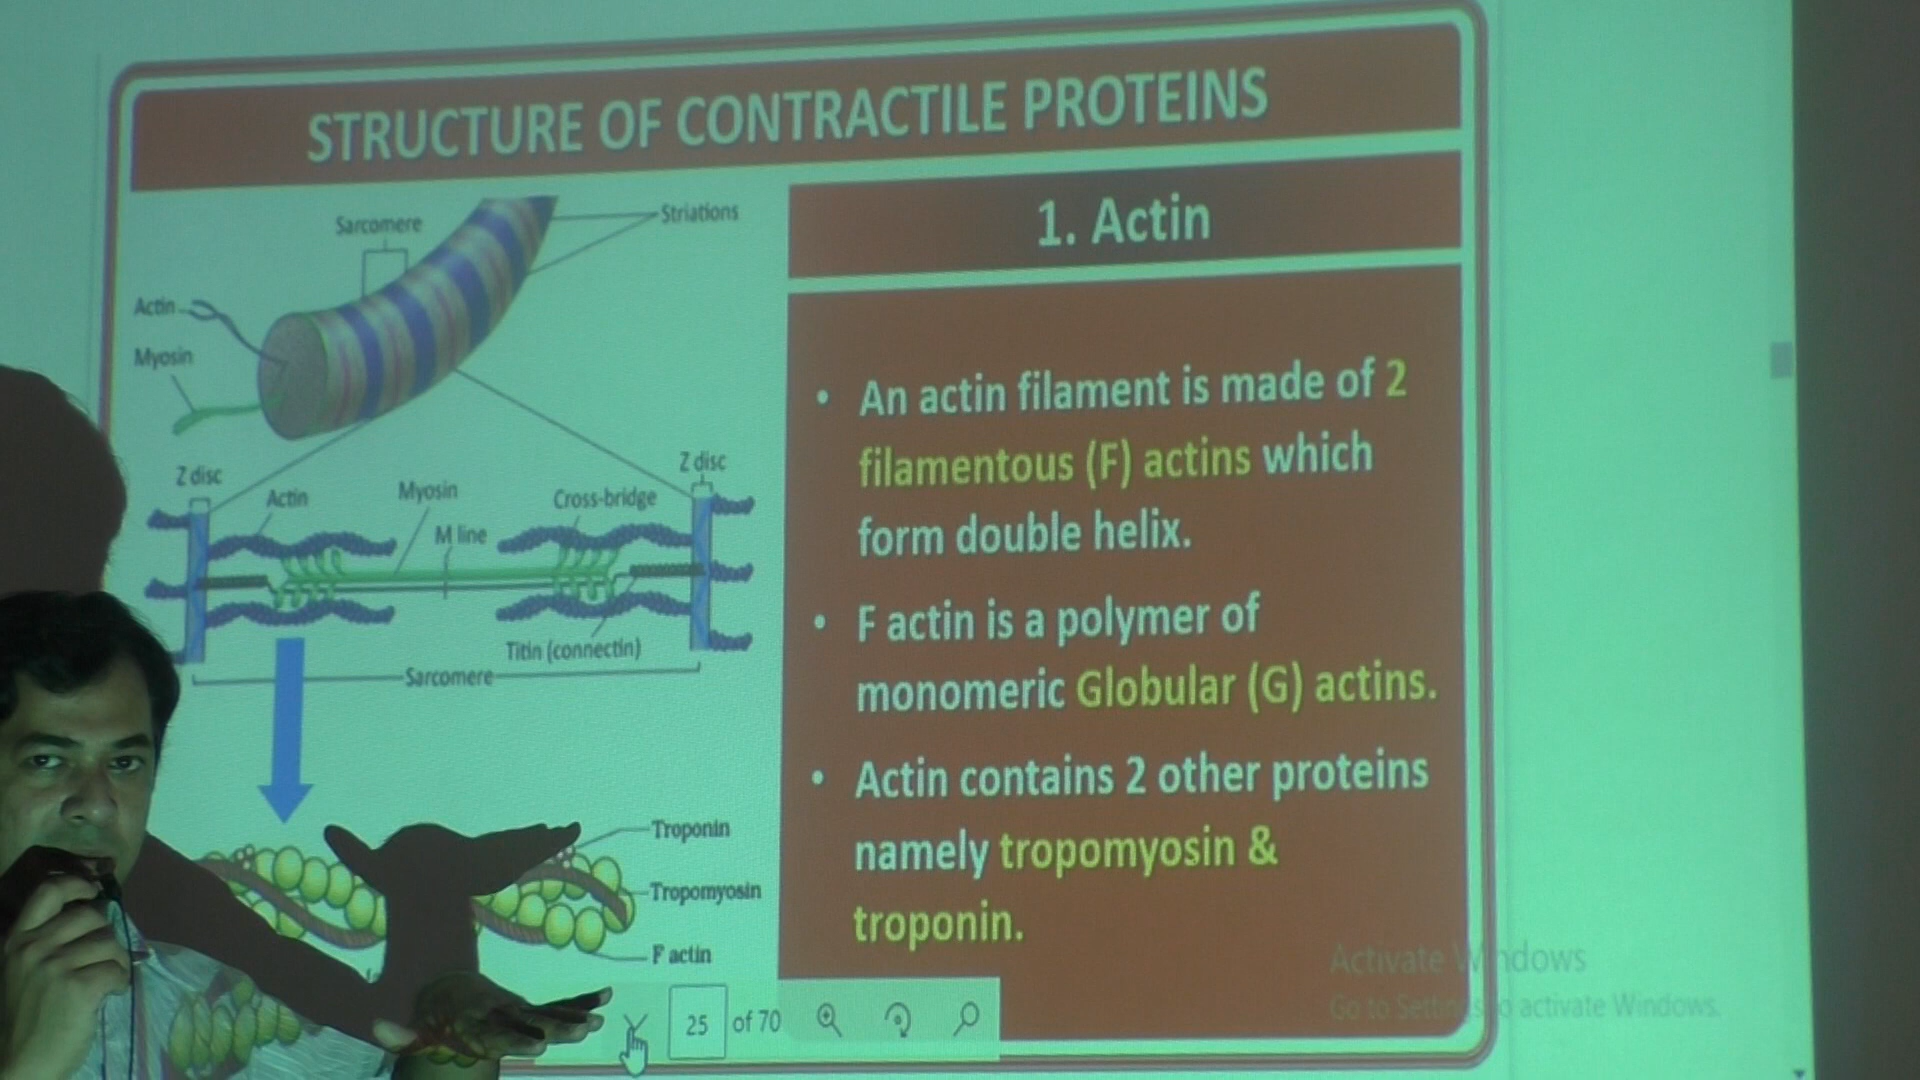 STRUCTURE OF CONTRACTILE PROTEINS
Sarcomere
Striations
Actin
Myosin
Z disc
Actin
Myosin
M line
Cross-bridge
Z disc
Titin (connectin)
Sarcomere
Troponin
Tropomyosin
F actin
1. Actin
• An actin filament is made of 2
filamentous (F) actins which
form double helix.
• F actin is a polymer of
monomeric Globular (G) actins.
• Actin contains 2 other proteins
namely tropomyosin &
troponin.
25 of 70
Activate Windows
Go to Settings to activate Windows.